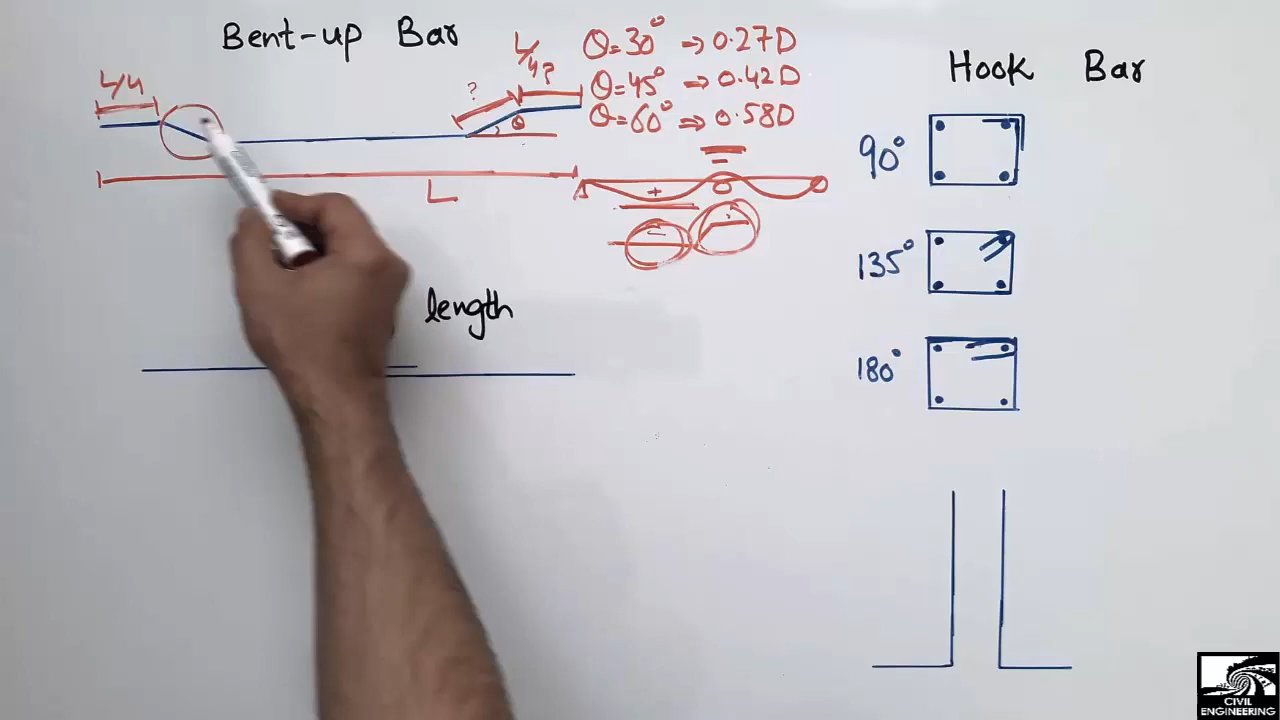 Bent-up Bar
L/4
?
L/4?
θ
L
θ=30° ⇒ 0.27D
θ=45° ⇒ 0.42D
θ=60° ⇒ 0.58D
+
-
length
Hook Bar
90°
135°
180°
CIVIL
ENGINEERING